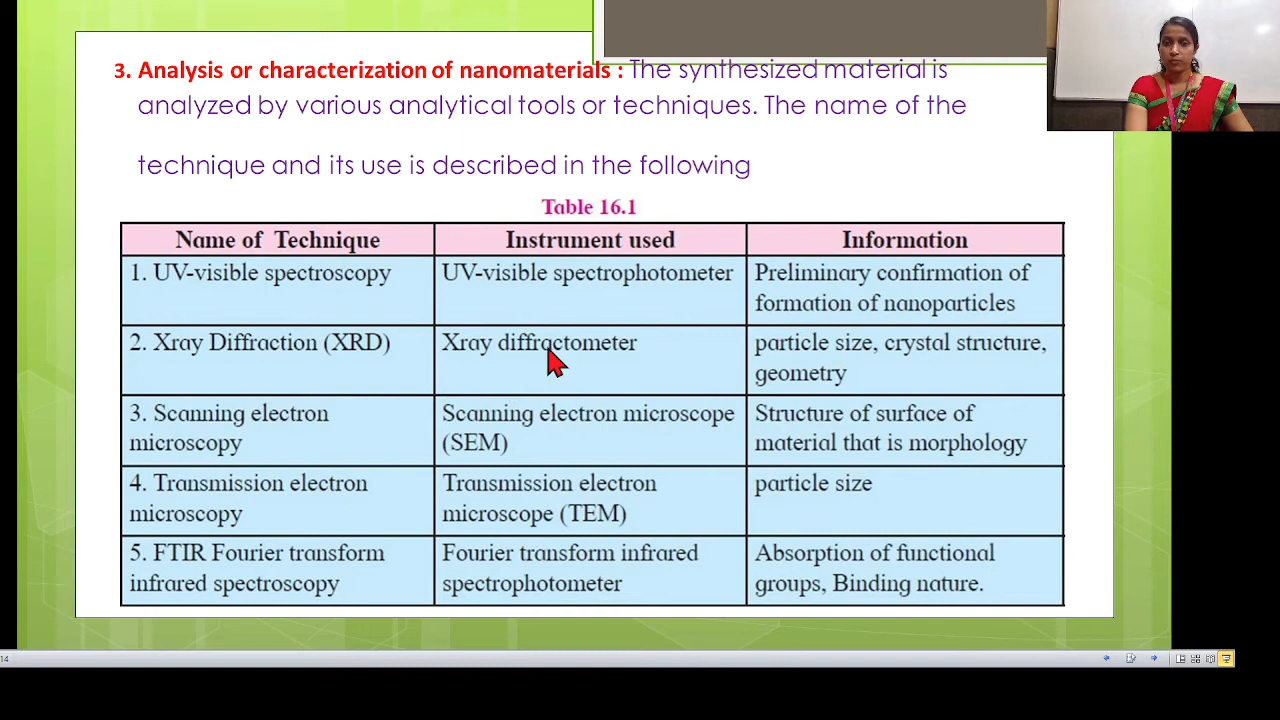 3. Analysis or characterization of nanomaterials : The synthesized material is
analyzed by various analytical tools or techniques. The name of the
technique and its use is described in the following
Table 16.1
Name of Technique Instrument used Information
1. UV-visible spectroscopy UV-visible spectrophotometer Preliminary confirmation of
formation of nanoparticles
2. Xray Diffraction (XRD) Xray diffractometer particle size, crystal structure,
geometry
3. Scanning electron Scanning electron microscope Structure of surface of
microscopy (SEM) material that is morphology
4. Transmission electron Transmission electron particle size
microscopy microscope (TEM)
5. FTIR Fourier transform Fourier transform infrared Absorption of functional
infrared spectroscopy spectrophotometer groups, Binding nature.
14